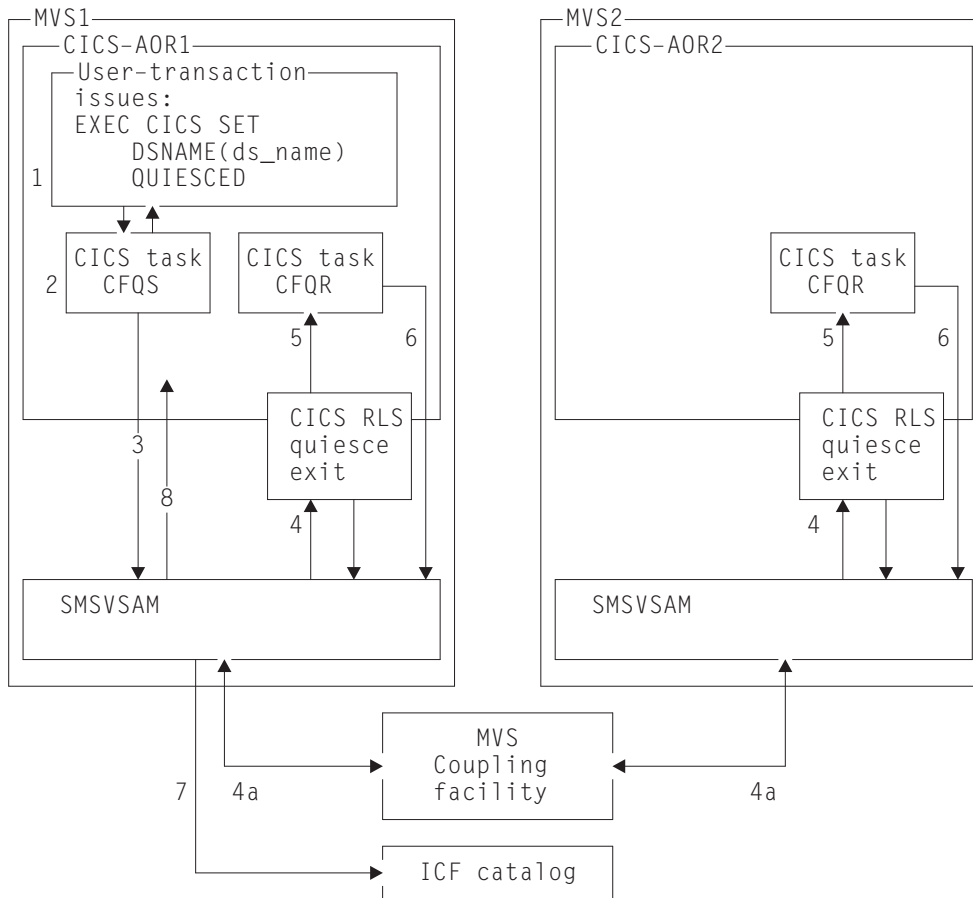 MVS1
CICS-AOR1
User-transaction
issues:
EXEC CICS SET
DSNAME(ds_name)
QUIESCED
1
CICS task
CFQS
2
CICS task
CFQR
5
6
CICS RLS
quiesce
exit
3
8
4
SMSVSAM
MVS2
CICS-AOR2
CICS task
CFQR
5
6
CICS RLS
quiesce
exit
4
SMSVSAM
MVS
Coupling
facility
7
4a
4a
ICF catalog